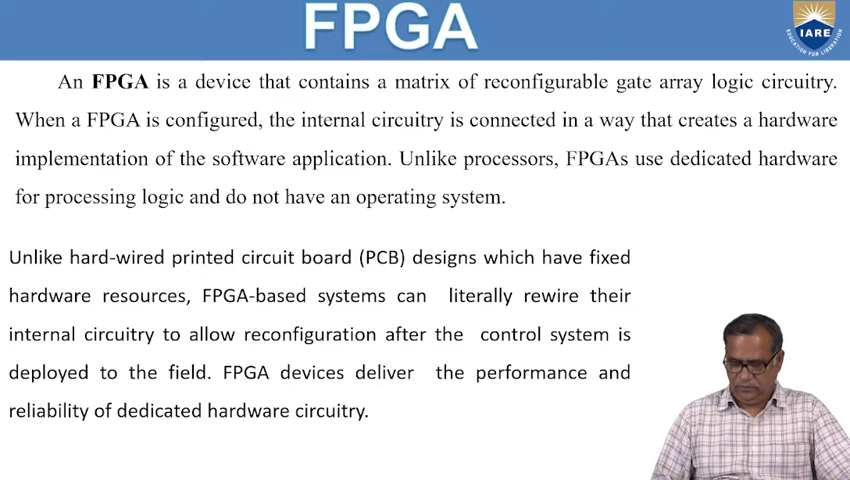 FPGA
IARE
EDUCATION FOR LIBERATION
An FPGA is a device that contains a matrix of reconfigurable gate array logic circuitry.
When a FPGA is configured, the internal circuitry is connected in a way that creates a hardware
implementation of the software application. Unlike processors, FPGAs use dedicated hardware
for processing logic and do not have an operating system.
Unlike hard-wired printed circuit board (PCB) designs which have fixed
hardware resources, FPGA-based systems can literally rewire their
internal circuitry to allow reconfiguration after the control system is
deployed to the field. FPGA devices deliver the performance and
reliability of dedicated hardware circuitry.